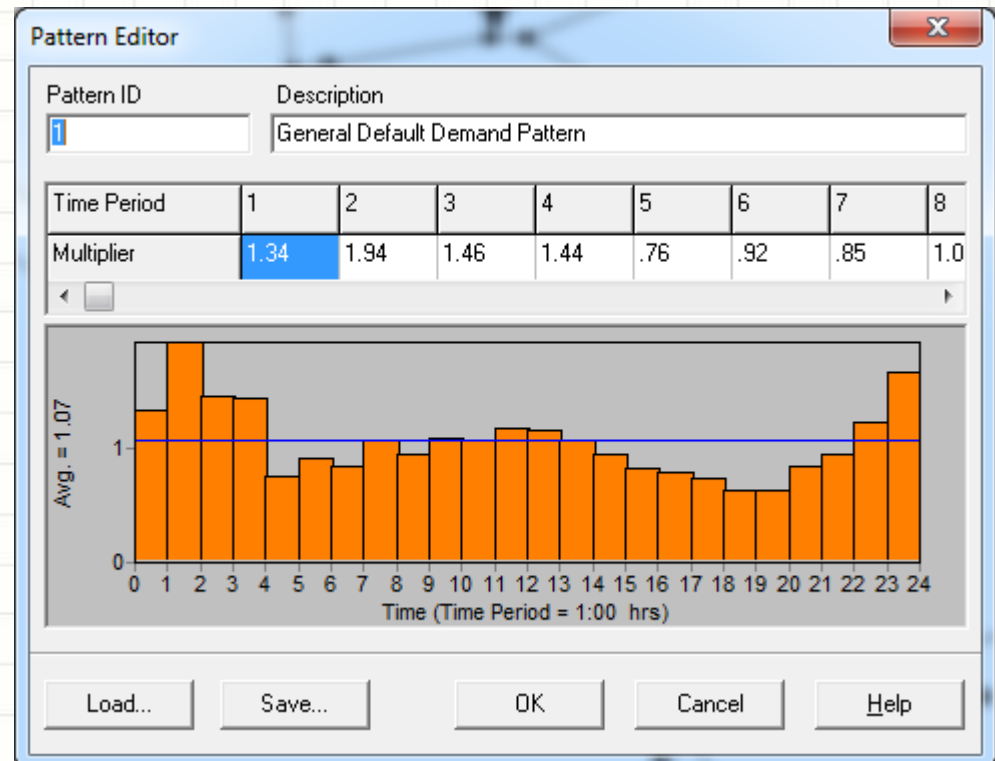 Pattern Editor
Pattern ID Description
1 General Default Demand Pattern
Time Period 1 2 3 4 5 6 7 8
Multiplier 1.34 1.94 1.46 1.44 .76 .92 .85 1.0
Avg. = 1.07
1
0
0 1 2 3 4 5 6 7 8 9 10 11 12 13 14 15 16 17 18 19 20 21 22 23 24
Time (Time Period = 1:00 hrs)
Load... Save... OK Cancel Help